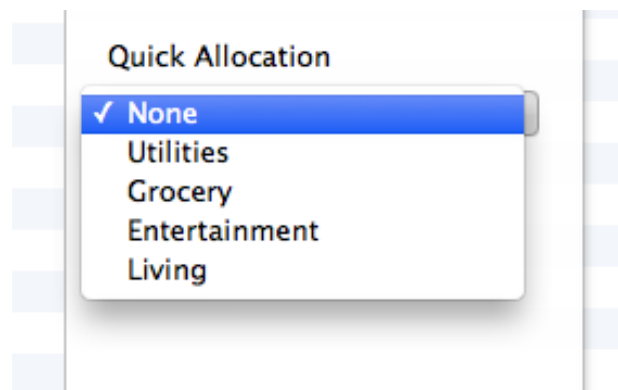 Quick Allocation
✓ None
Utilities
Grocery
Entertainment
Living